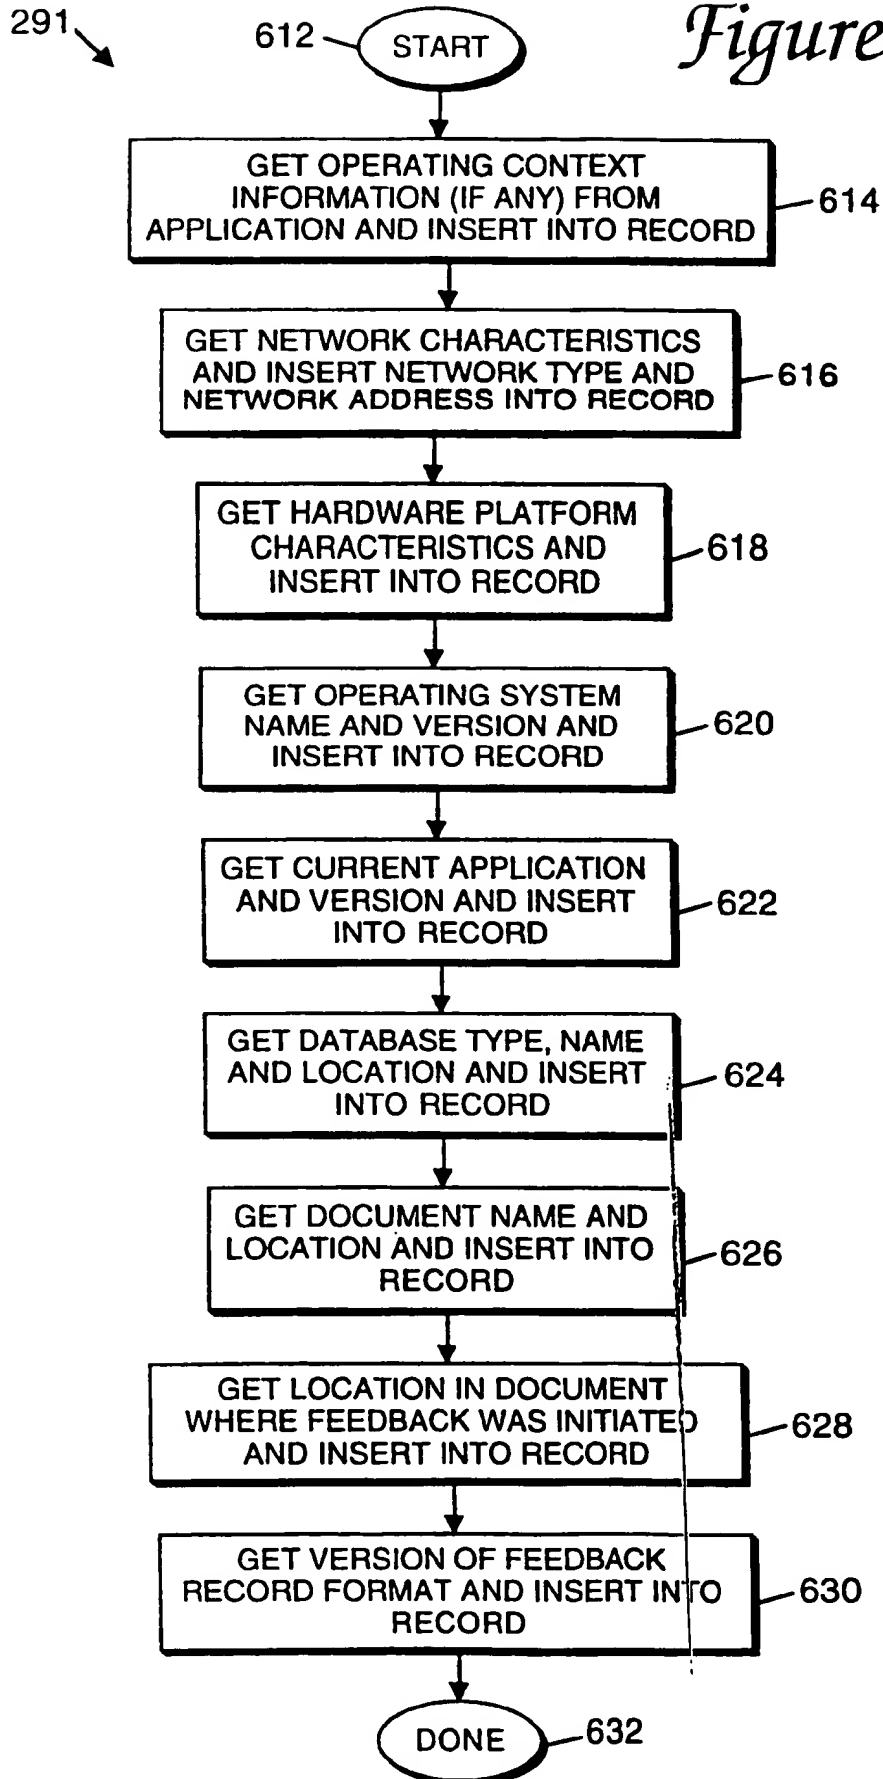 291
612
START
Figure
GET OPERATING CONTEXT
INFORMATION (IF ANY) FROM
APPLICATION AND INSERT INTO RECORD
614
GET NETWORK CHARACTERISTICS
AND INSERT NETWORK TYPE AND
NETWORK ADDRESS INTO RECORD
616
GET HARDWARE PLATFORM
CHARACTERISTICS AND
INSERT INTO RECORD
618
GET OPERATING SYSTEM
NAME AND VERSION AND
INSERT INTO RECORD
620
GET CURRENT APPLICATION
AND VERSION AND INSERT
INTO RECORD
622
GET DATABASE TYPE, NAME
AND LOCATION AND INSERT
INTO RECORD
624
GET DOCUMENT NAME AND
LOCATION AND INSERT INTO
RECORD
626
GET LOCATION IN DOCUMENT
WHERE FEEDBACK WAS INITIATED
AND INSERT INTO RECORD
628
GET VERSION OF FEEDBACK
RECORD FORMAT AND INSERT INTO
RECORD
630
DONE
632